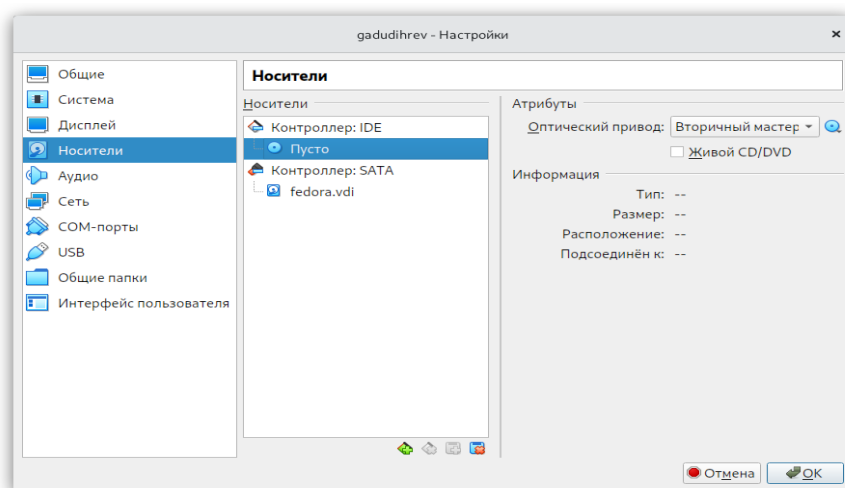 gadudihrev - Настройки
Общие
Система
Дисплей
Носители
Аудио
Сеть
COM-порты
USB
Общие папки
Интерфейс пользователя
Носители
Носители
Контроллер: IDE
Пусто
Контроллер: SATA
fedora.vdi
Атрибуты
Оптический привод: Вторичный мастер
Живой CD/DVD
Информация
Тип: --
Размер: --
Расположение: --
Подсоединён к: --
Отмена
OK